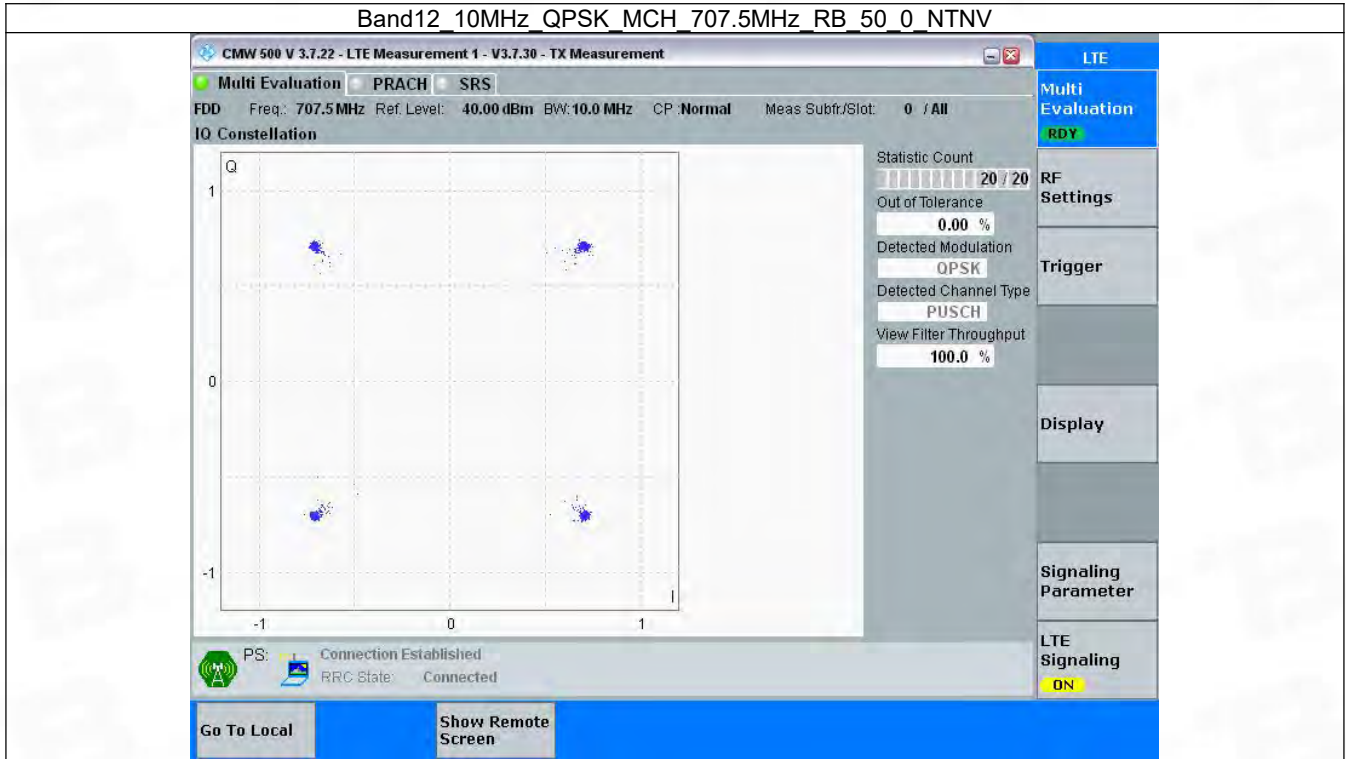 Band12_10MHz_QPSK_MCH_707.5MHz_RB_50_0_NTNV
CMW 500 V 3.7.22 - LTE Measurement 1 - V3.7.30 - TX Measurement
LTE
Multi Evaluation PRACH SRS
Multi
Evaluation
RDY
FDD Freq.: 707.5 MHz Ref. Level: 40.00 dBm BW: 10.0 MHz CP :Normal Meas Subfr./Slot: 0 / All
IQ Constellation
Q
1
0
-1
I
-1 0 1
Statistic Count
20 / 20
Out of Tolerance
0.00 %
Detected Modulation
QPSK
Detected Channel Type
PUSCH
View Filter Throughput
100.0 %
RF
Settings
Trigger
Display
Signaling
Parameter
LTE
Signaling
ON
PS: Connection Established
RRC State: Connected
Go To Local
Show Remote
Screen